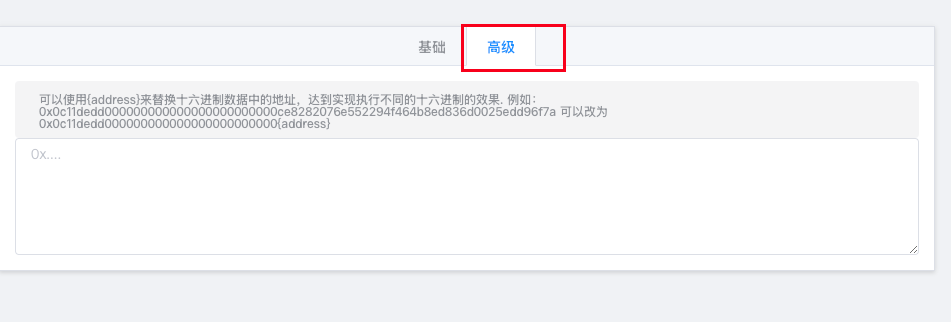 基础
高级
可以使用{address}来替换十六进制数据中的地址，达到实现执行不同的十六进制的效果. 例如：
0x0c11dedd000000000000000000000000ce8282076e552294f464b8ed836d0025edd96f7a 可以改为
0x0c11dedd000000000000000000000000{address}
0x....